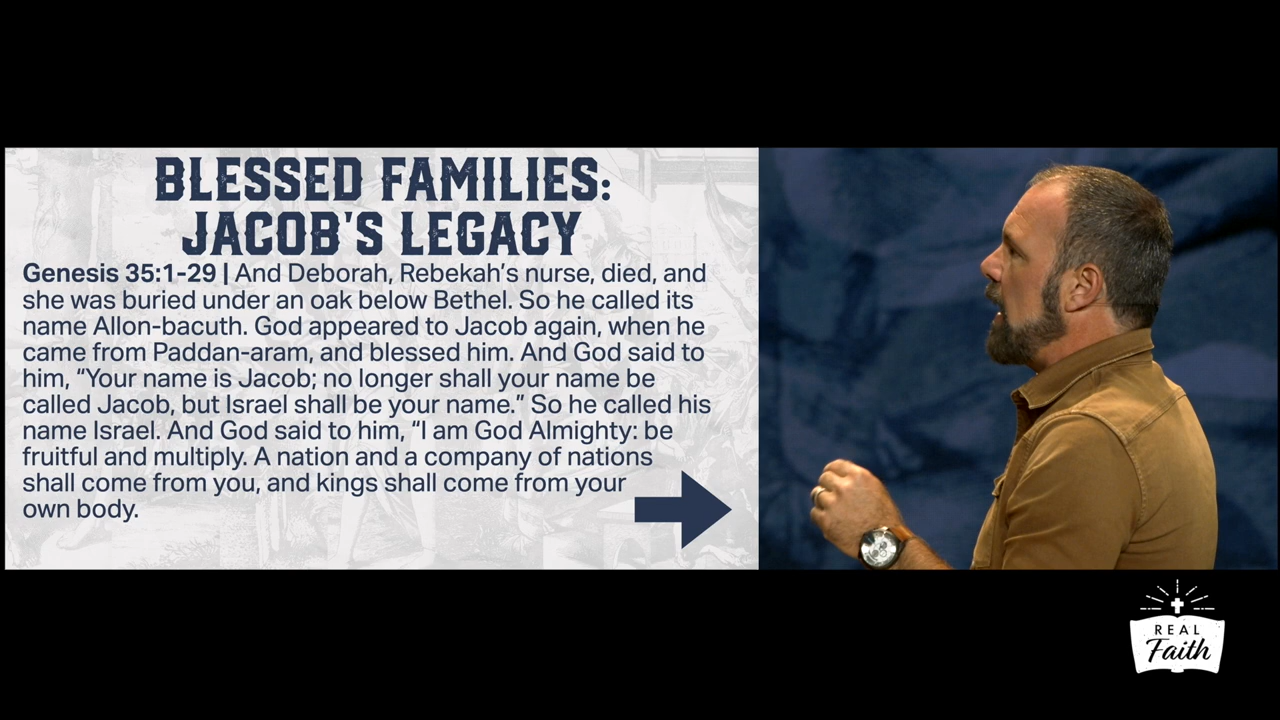 BLESSED FAMILIES:
JACOB'S LEGACY
Genesis 35:1-29 | And Deborah, Rebekah’s nurse, died, and
she was buried under an oak below Bethel. So he called its
name Allon-bacuth. God appeared to Jacob again, when he
came from Paddan-aram, and blessed him. And God said to
him, “Your name is Jacob; no longer shall your name be
called Jacob, but Israel shall be your name.” So he called his
name Israel. And God said to him, “I am God Almighty: be
fruitful and multiply. A nation and a company of nations
shall come from you, and kings shall come from your
own body.
REAL
Faith